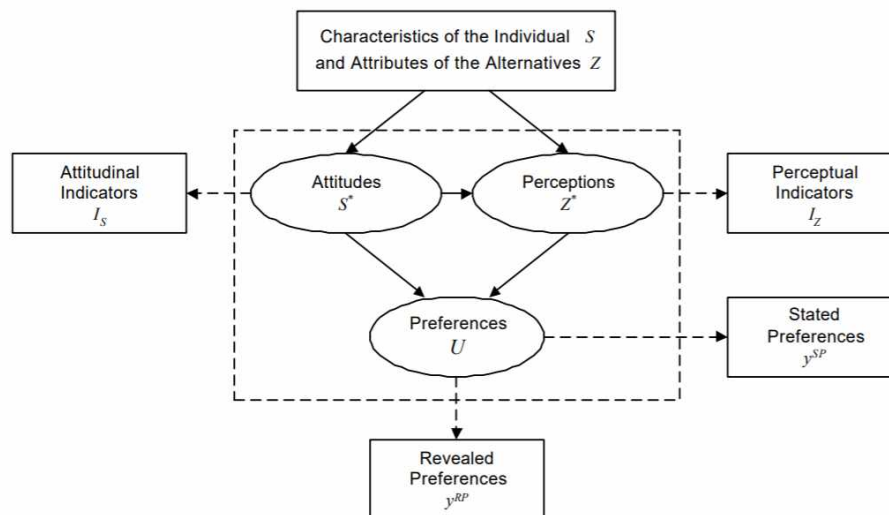 Characteristics of the Individual S
and Attributes of the Alternatives Z
Attitudinal
Indicators
I_S
Attitudes
S*
Perceptions
Z*
Perceptual
Indicators
I_Z
Preferences
U
Stated
Preferences
y^SP
Revealed
Preferences
y^RP